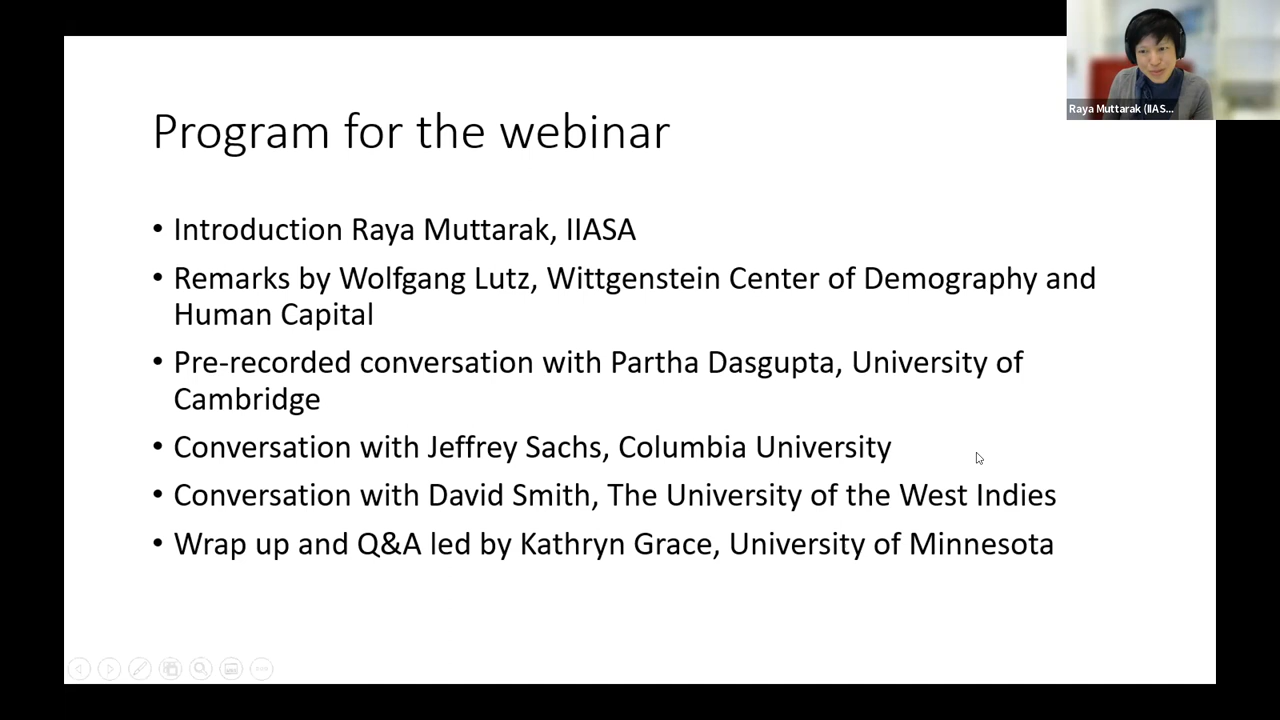 Raya Muttarak (IIAS...
Program for the webinar
• Introduction Raya Muttarak, IIASA
• Remarks by Wolfgang Lutz, Wittgenstein Center of Demography and
Human Capital
• Pre-recorded conversation with Partha Dasgupta, University of
Cambridge
• Conversation with Jeffrey Sachs, Columbia University
• Conversation with David Smith, The University of the West Indies
• Wrap up and Q&A led by Kathryn Grace, University of Minnesota